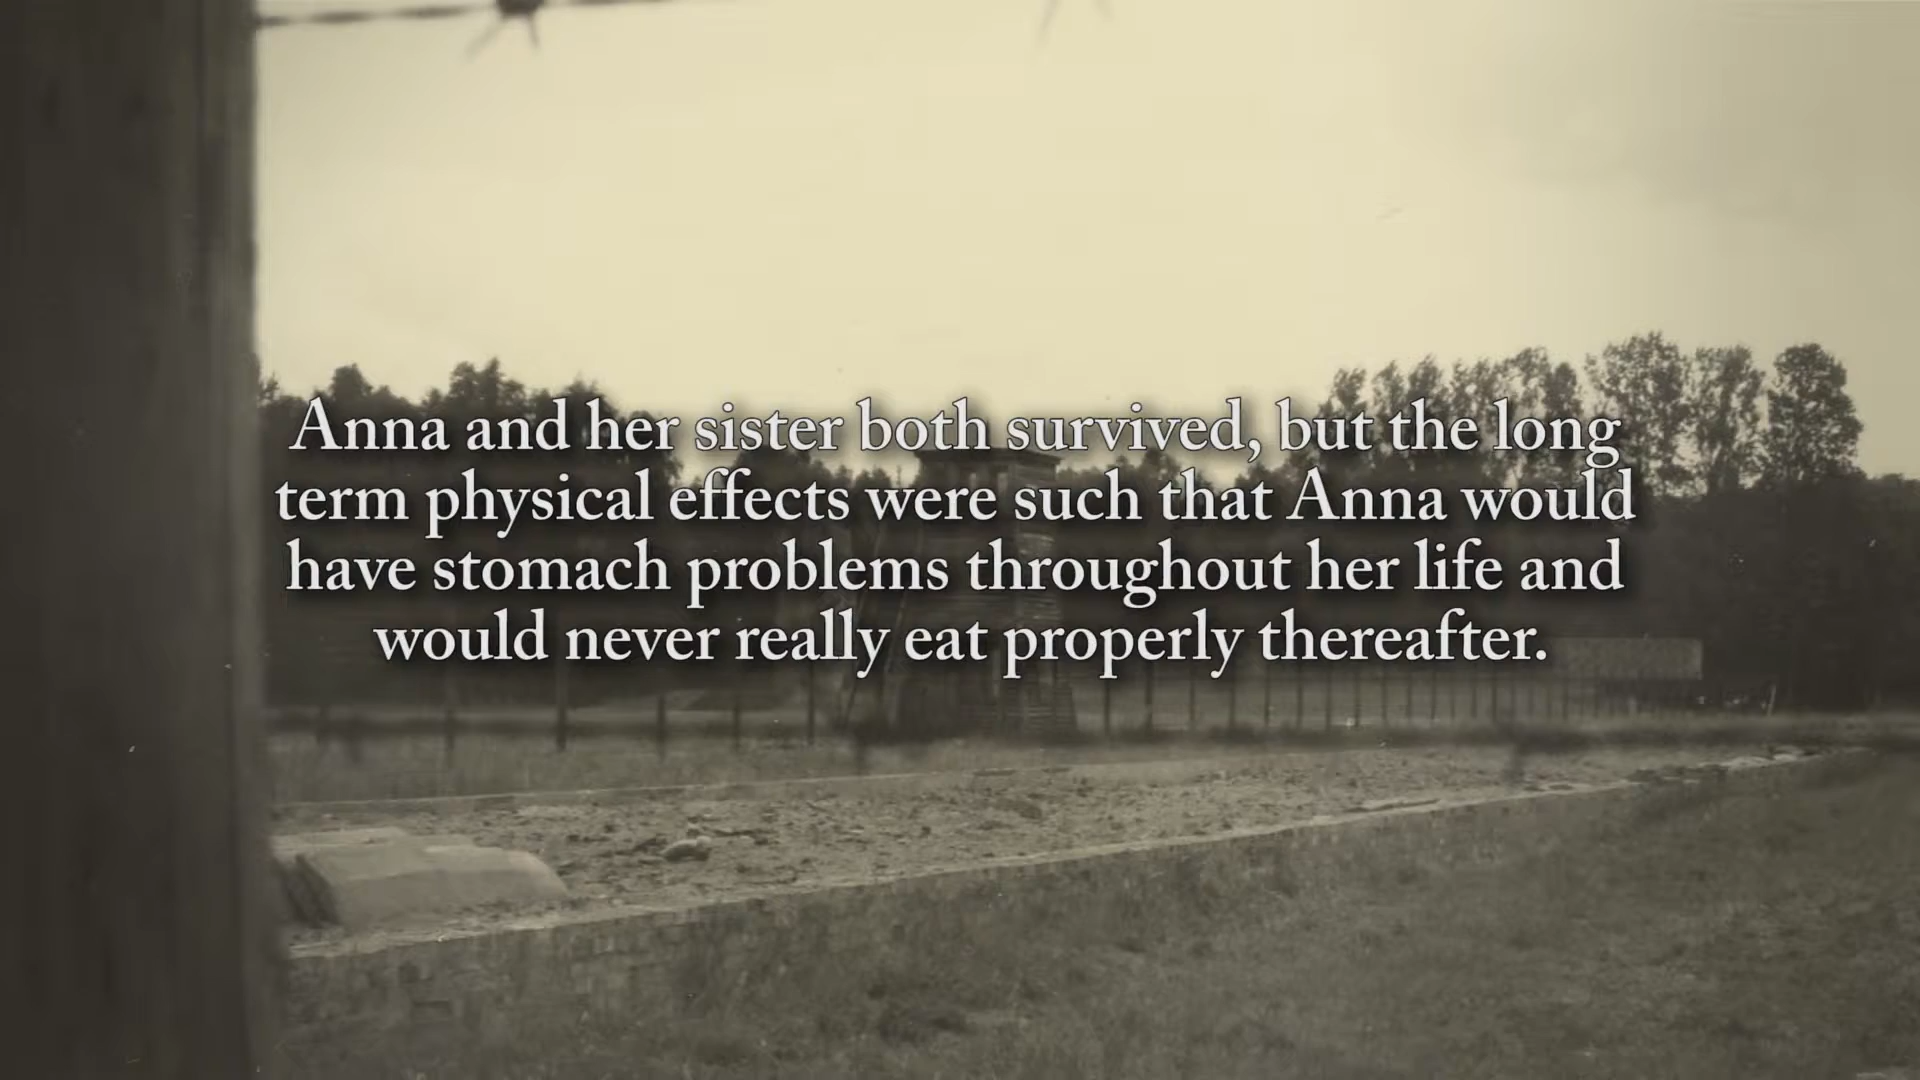 Anna and her sister both survived, but the long
term physical effects were such that Anna would
have stomach problems throughout her life and
would never really eat properly thereafter.